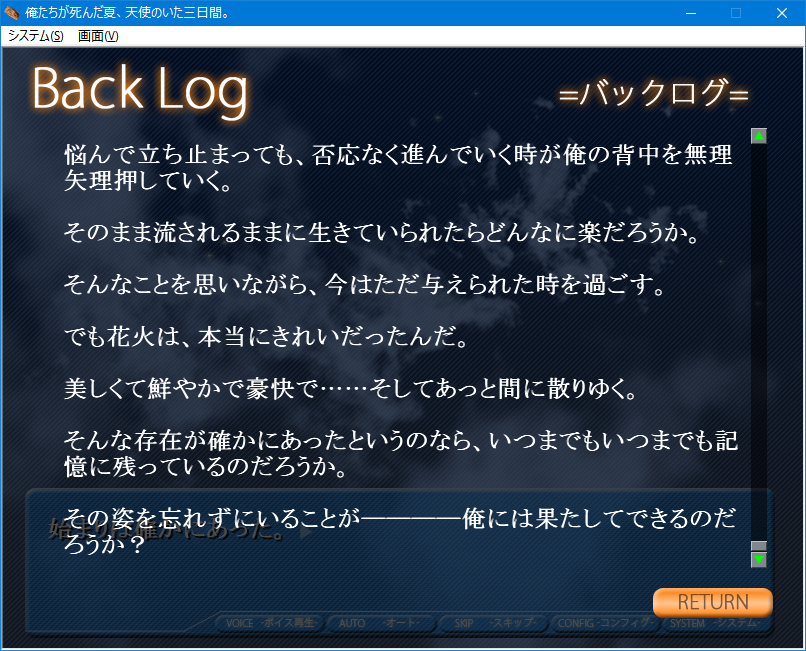 俺たちが死んだ夏、天使のいた三日間。
システム(S) 画面(V)
Back Log
=バックログ=
悩んで立ち止まっても、否応なく進んでいく時が俺の背中を無理
矢理押していく。
そのまま流されるままに生きていられたらどんなに楽だろうか。
そんなことを思いながら、今はただ与えられた時を過ごす。
でも花火は、本当にきれいだったんだ。
美しくて鮮やかで豪快で……そしてあっと間に散りゆく。
そんな存在が確かにあったというのなら、いつまでもいつまでも記
憶に残っているのだろうか。
その姿を忘れずにいることが――――俺には果たしてできるのだ
ろうか？
始まりは確かにあった。
RETURN
VOICE -ボイス再生- AUTO -オート- SKIP -スキップ- CONFIG -コンフィグ- SYSTEM -システム-